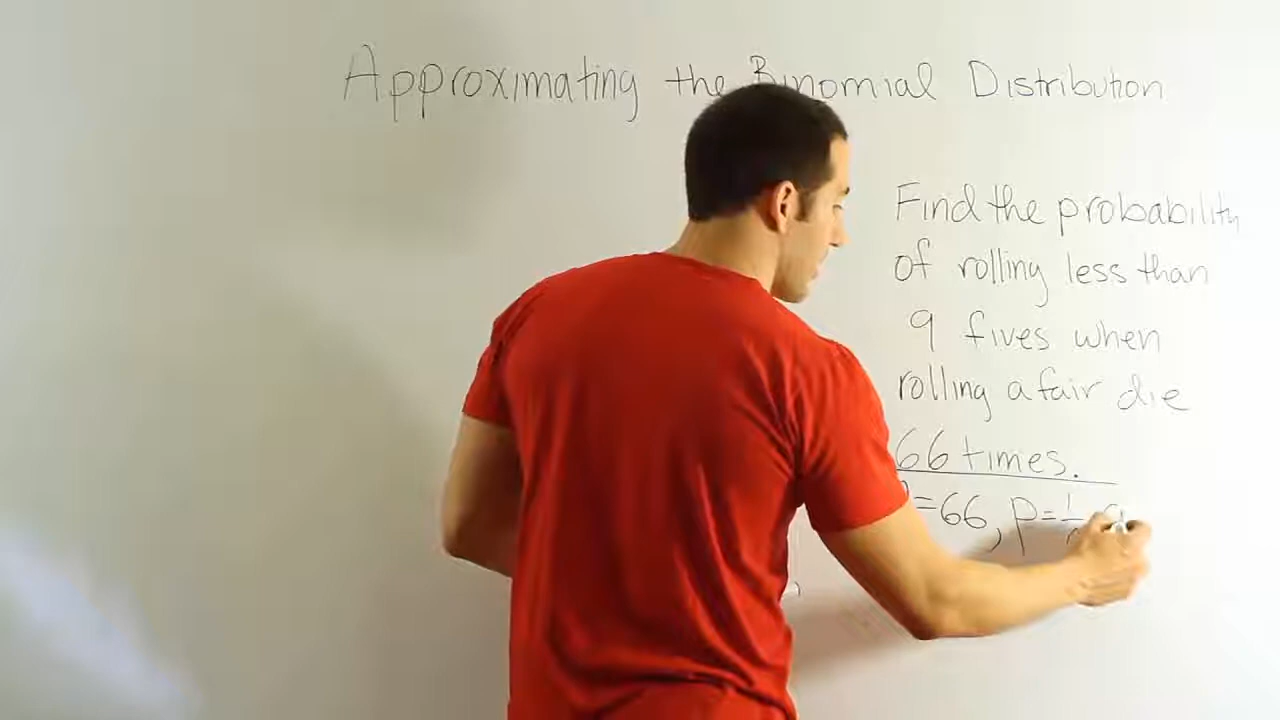 Approximating the Binomial Distribution
Find the probability
of rolling less than
9 fives when
rolling a fair die
66 times.
=66, p=1